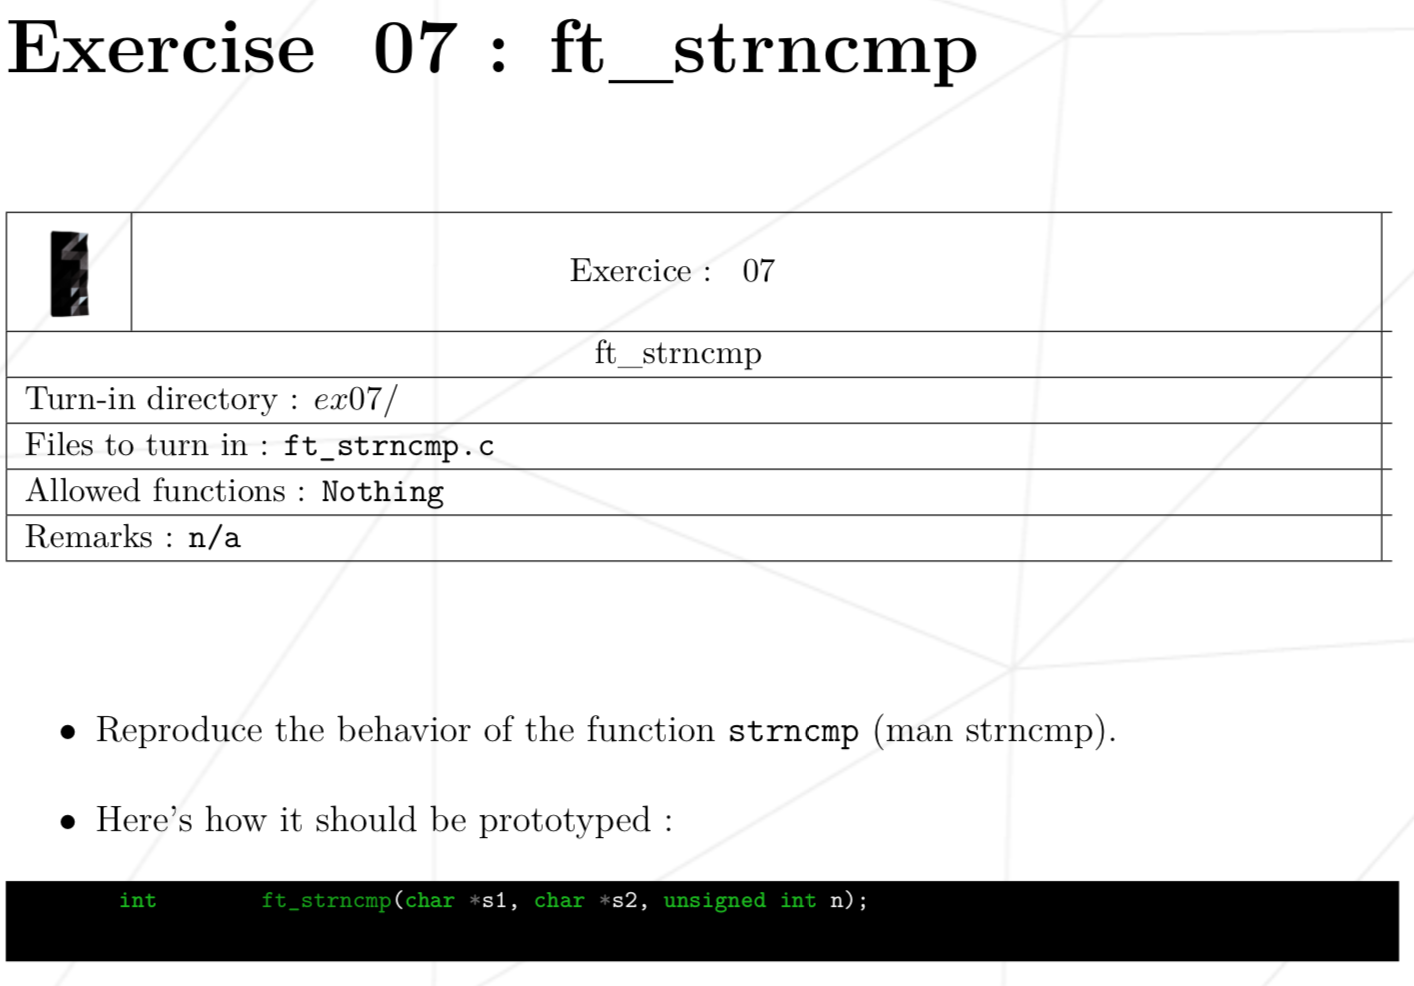 Exercise 07 : ft_strncmp
Exercice : 07
ft_strncmp
Turn-in directory : ex07/
Files to turn in : ft_strncmp.c
Allowed functions : Nothing
Remarks : n/a
• Reproduce the behavior of the function strncmp (man strncmp).
• Here's how it should be prototyped :
int ft_strncmp(char *s1, char *s2, unsigned int n);